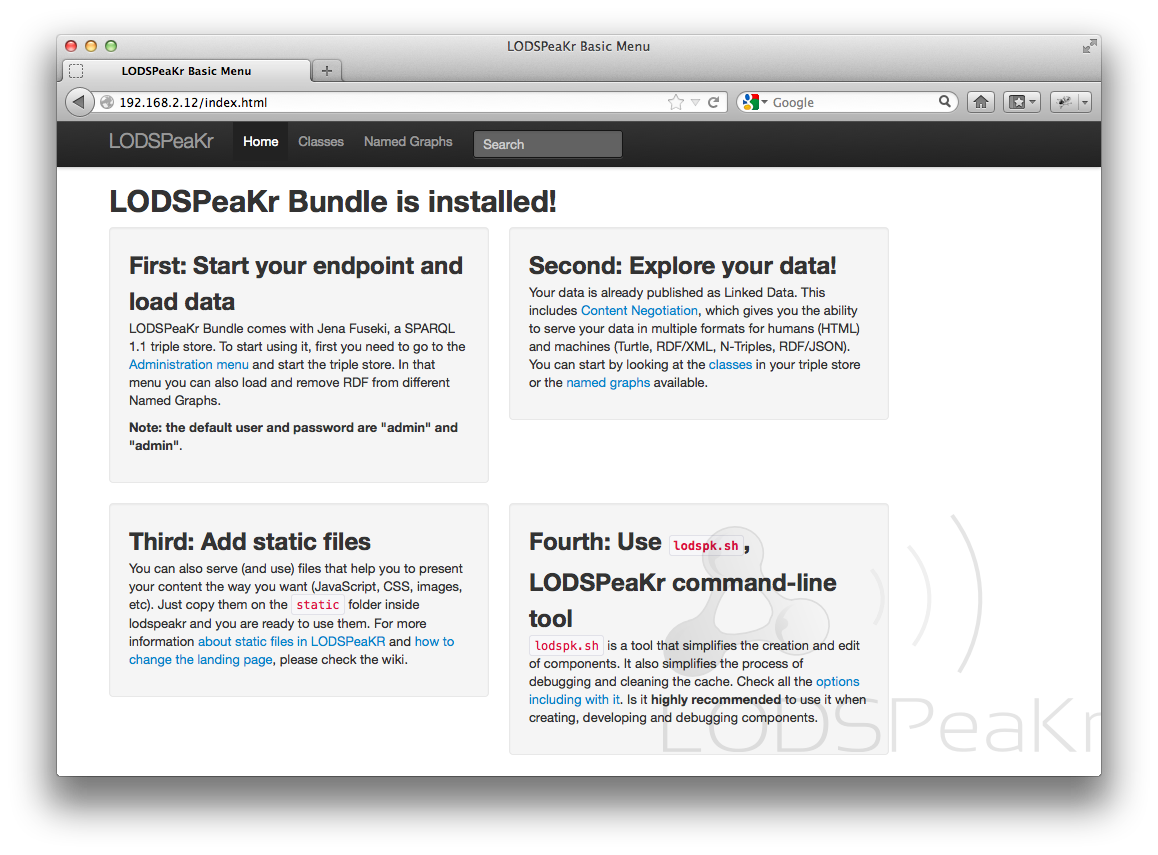 LODSPeaKr Basic Menu
LODSPeaKr Basic Menu
192.168.2.12/index.html
Google
LODSPeaKr
Home
Classes
Named Graphs
Search
LODSPeaKr Bundle is installed!
First: Start your endpoint and
load data
LODSPeaKr Bundle comes with Jena Fuseki, a SPARQL
1.1 triple store. To start using it, first you need to go to the
Administration menu and start the triple store. In that
menu you can also load and remove RDF from different
Named Graphs.
Note: the default user and password are "admin" and
"admin".
Second: Explore your data!
Your data is already published as Linked Data. This
includes Content Negotiation, which gives you the ability
to serve your data in multiple formats for humans (HTML)
and machines (Turtle, RDF/XML, N-Triples, RDF/JSON).
You can start by looking at the classes in your triple store
or the named graphs available.
Third: Add static files
You can also serve (and use) files that help you to present
your content the way you want (JavaScript, CSS, images,
etc). Just copy them on the static folder inside
lodspeakr and you are ready to use them. For more
information about static files in LODSPeaKR and how to
change the landing page, please check the wiki.
Fourth: Use lodspk.sh,
LODSPeaKr command-line
tool
lodspk.sh is a tool that simplifies the creation and edit
of components. It also simplifies the process of
debugging and cleaning the cache. Check all the options
including with it. Is it highly recommended to use it when
creating, developing and debugging components.
LODSPeaKr